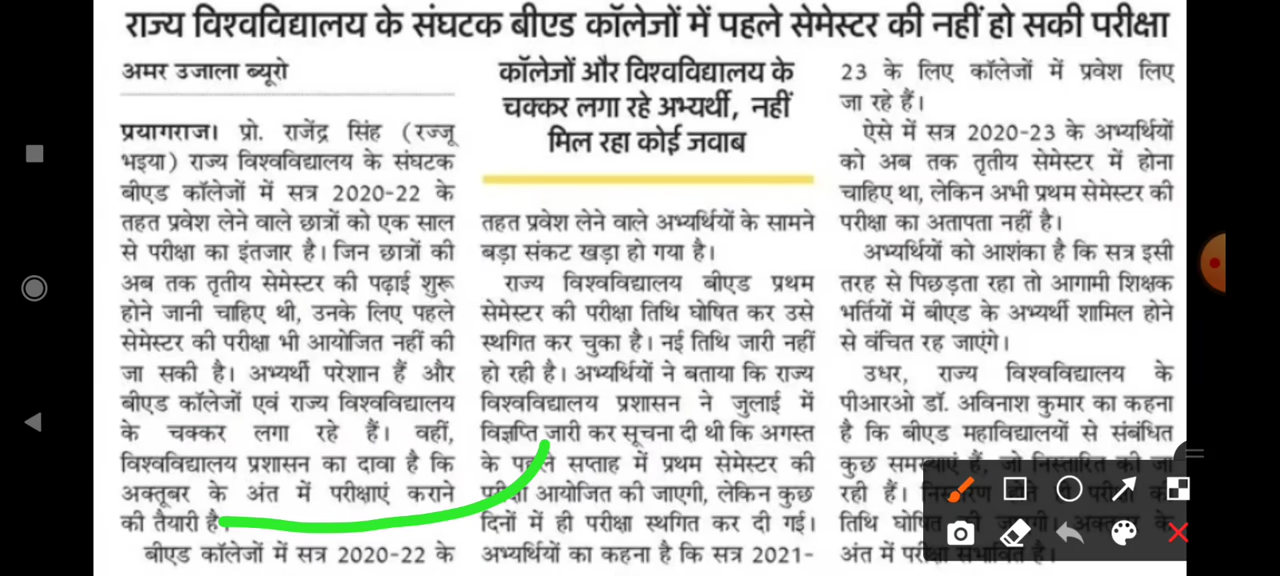 राज्य विश्वविद्यालय के संघटक बीएड कॉलेजों में पहले सेमेस्टर की नहीं हो सकी परीक्षा
अमर उजाला ब्यूरो
प्रयागराज। प्रो. राजेंद्र सिंह (रज्जू
भइया) राज्य विश्वविद्यालय के संघटक
बीएड कॉलेजों में सत्र 2020-22 के
तहत प्रवेश लेने वाले छात्रों को एक साल
से परीक्षा का इंतजार है। जिन छात्रों की
अब तक तृतीय सेमेस्टर की पढ़ाई शुरू
होने जानी चाहिए थी, उनके लिए पहले
सेमेस्टर की परीक्षा भी आयोजित नहीं की
जा सकी है। अभ्यर्थी परेशान हैं और
बीएड कॉलेजों एवं राज्य विश्वविद्यालय
के चक्कर लगा रहे हैं। वहीं,
विश्वविद्यालय प्रशासन का दावा है कि
अक्तूबर के अंत में परीक्षाएं कराने
की तैयारी है।
बीएड कॉलेजों में सत्र 2020-22 के
कॉलेजों और विश्वविद्यालय के
चक्कर लगा रहे अभ्यर्थी, नहीं
मिल रहा कोई जवाब
तहत प्रवेश लेने वाले अभ्यर्थियों के सामने
बड़ा संकट खड़ा हो गया है।
राज्य विश्वविद्यालय बीएड प्रथम
सेमेस्टर की परीक्षा तिथि घोषित कर उसे
स्थगित कर चुका है। नई तिथि जारी नहीं
हो रही है। अभ्यर्थियों ने बताया कि राज्य
विश्वविद्यालय प्रशासन ने जुलाई में
विज्ञप्ति जारी कर सूचना दी थी कि अगस्त
के पहले सप्ताह में प्रथम सेमेस्टर की
परीक्षा आयोजित की जाएगी, लेकिन कुछ
दिनों में ही परीक्षा स्थगित कर दी गई।
अभ्यर्थियों का कहना है कि सत्र 2021-
23 के लिए कॉलेजों में प्रवेश लिए
जा रहे हैं।
ऐसे में सत्र 2020-23 के अभ्यर्थियों
को अब तक तृतीय सेमेस्टर में होना
चाहिए था, लेकिन अभी प्रथम सेमेस्टर की
परीक्षा का अतापता नहीं है।
अभ्यर्थियों को आशंका है कि सत्र इसी
तरह से पिछड़ता रहा तो आगामी शिक्षक
भर्तियों में बीएड के अभ्यर्थी शामिल होने
से वंचित रह जाएंगे।
उधर, राज्य विश्वविद्यालय के
पीआरओ डॉ. अविनाश कुमार का कहना
है कि बीएड महाविद्यालयों से संबंधित
कुछ समस्याएं हैं, जो निस्तारित की जा
रही हैं। निस्तारण होते ही परीक्षा की
तिथि घोषित की जाएगी। अक्तूबर के
अंत में परीक्षा संभावित है।